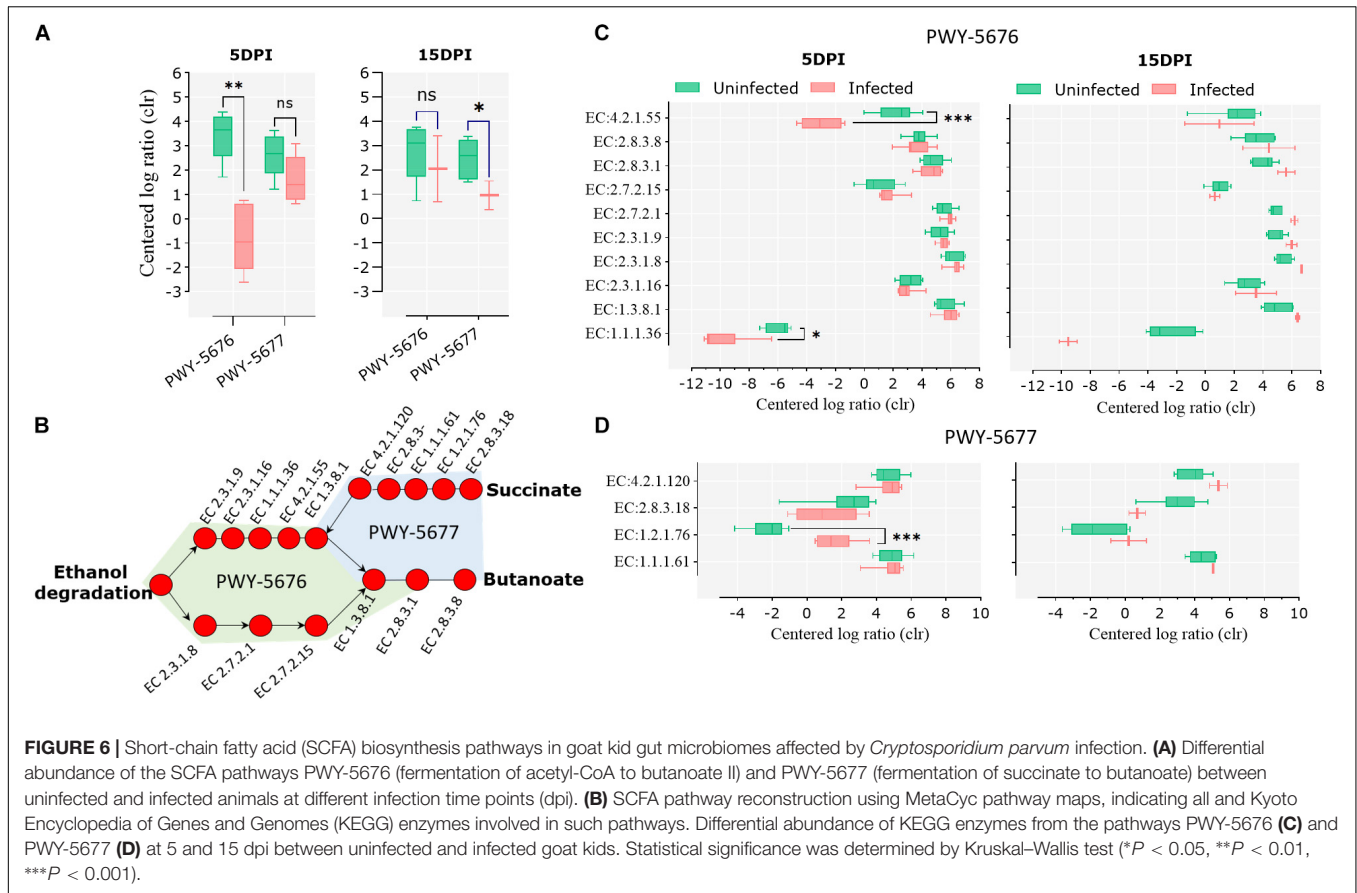 A
5DPI
15DPI
Centered log ratio (clr)
6
5
4
3
2
1
0
-1
-2
-3
**
ns
6
5
4
3
2
1
0
-1
-2
-3
ns
*
PWY-5676
PWY-5677
PWY-5676
PWY-5677
B
EC 2.3.1.9
EC 2.3.1.16
EC 1.1.1.36
EC 4.2.1.55
EC 1.3.8.1
EC 4.2.1.120
EC 2.8.3-
EC 1.1.1.61
EC 1.2.1.76
EC 2.8.3.18
Succinate
PWY-5677
PWY-5676
Ethanol
degradation
Butanoate
EC 2.3.1.8
EC 2.7.2.1
EC 2.7.2.15
EC 1.3.8.1
EC 2.8.3.1
EC 2.8.3.8
C
PWY-5676
5DPI
15DPI
Uninfected
Infected
Uninfected
Infected
EC:4.2.1.55
EC:2.8.3.8
EC:2.8.3.1
EC:2.7.2.15
EC:2.7.2.1
EC:2.3.1.9
EC:2.3.1.8
EC:2.3.1.16
EC:1.3.8.1
EC:1.1.1.36
***
*
-12 -10 -8 -6 -4 -2 0 2 4 6 8
Centered log ratio (clr)
-12 -10 -8 -6 -4 -2 0 2 4 6 8
Centered log ratio (clr)
D
PWY-5677
EC:4.2.1.120
EC:2.8.3.18
EC:1.2.1.76
EC:1.1.1.61
***
-4 -2 0 2 4 6 8 10
Centered log ratio (clr)
-4 -2 0 2 4 6 8 10
Centered log ratio (clr)
FIGURE 6 | Short-chain fatty acid (SCFA) biosynthesis pathways in goat kid gut microbiomes affected by Cryptosporidium parvum infection. (A) Differential
abundance of the SCFA pathways PWY-5676 (fermentation of acetyl-CoA to butanoate II) and PWY-5677 (fermentation of succinate to butanoate) between
uninfected and infected animals at different infection time points (dpi). (B) SCFA pathway reconstruction using MetaCyc pathway maps, indicating all and Kyoto
Encyclopedia of Genes and Genomes (KEGG) enzymes involved in such pathways. Differential abundance of KEGG enzymes from the pathways PWY-5676 (C) and
PWY-5677 (D) at 5 and 15 dpi between uninfected and infected goat kids. Statistical significance was determined by Kruskal–Wallis test (*P < 0.05, **P < 0.01,
***P < 0.001).